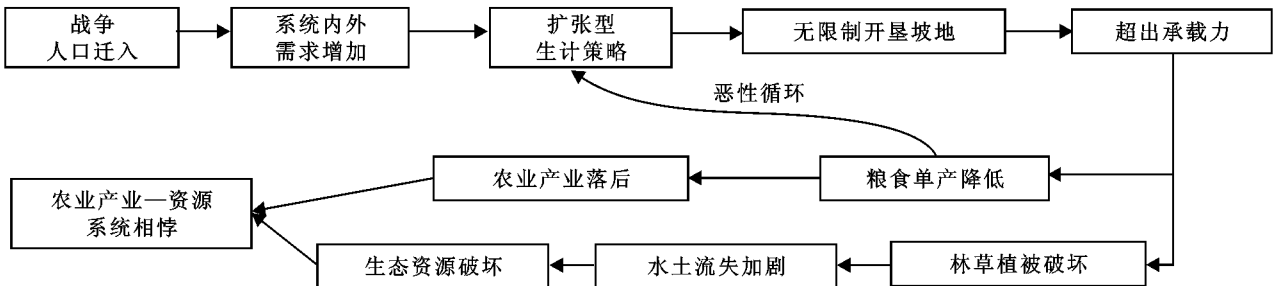 战争
人口迁入
系统内外
需求增加
扩张型
生计策略
无限制开垦坡地
超出承载力
恶性循环
农业产业落后
粮食单产降低
农业产业—资源
系统相悖
生态资源破坏
水土流失加剧
林草植被破坏